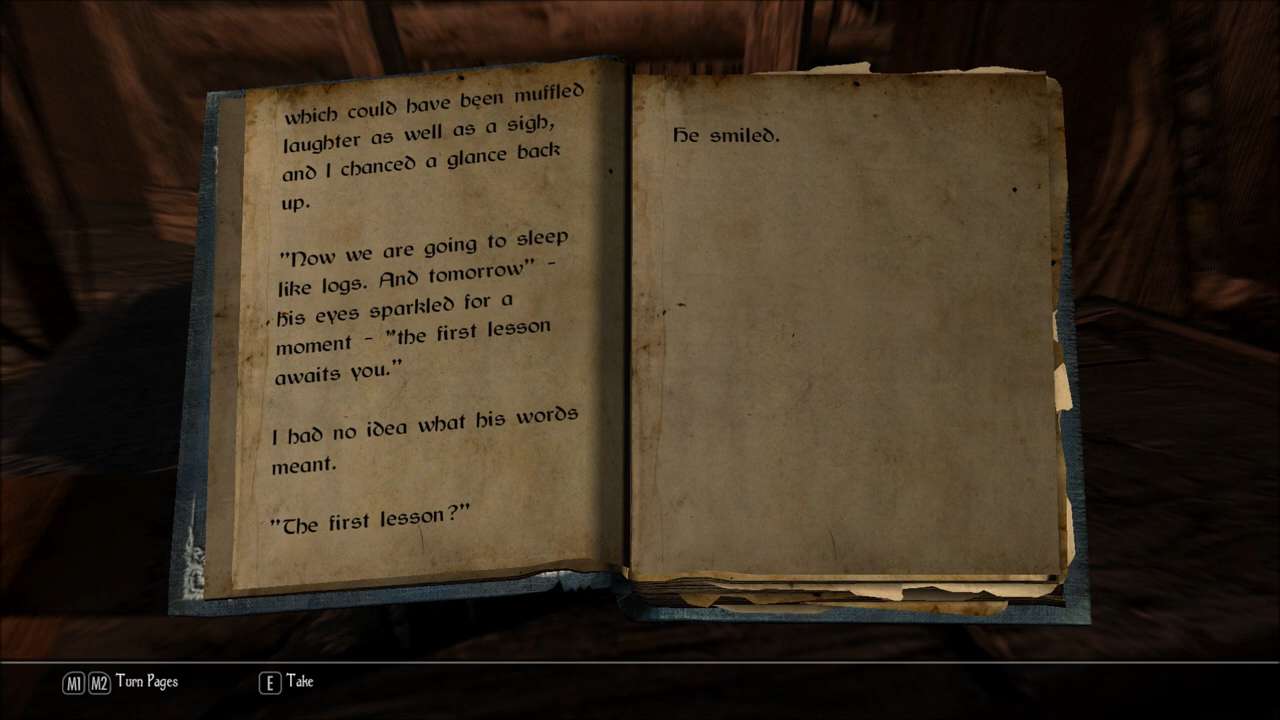 which could have been muffled
laughter as well as a sigh,
and I chanced a glance back
up.
"Now we are going to sleep
like logs. And tomorrow" -
his eyes sparkled for a
moment - "the first lesson
awaits you."
I had no idea what his words
meant.
"The first lesson?"
He smiled.
M1 M2 Turn Pages
E Take